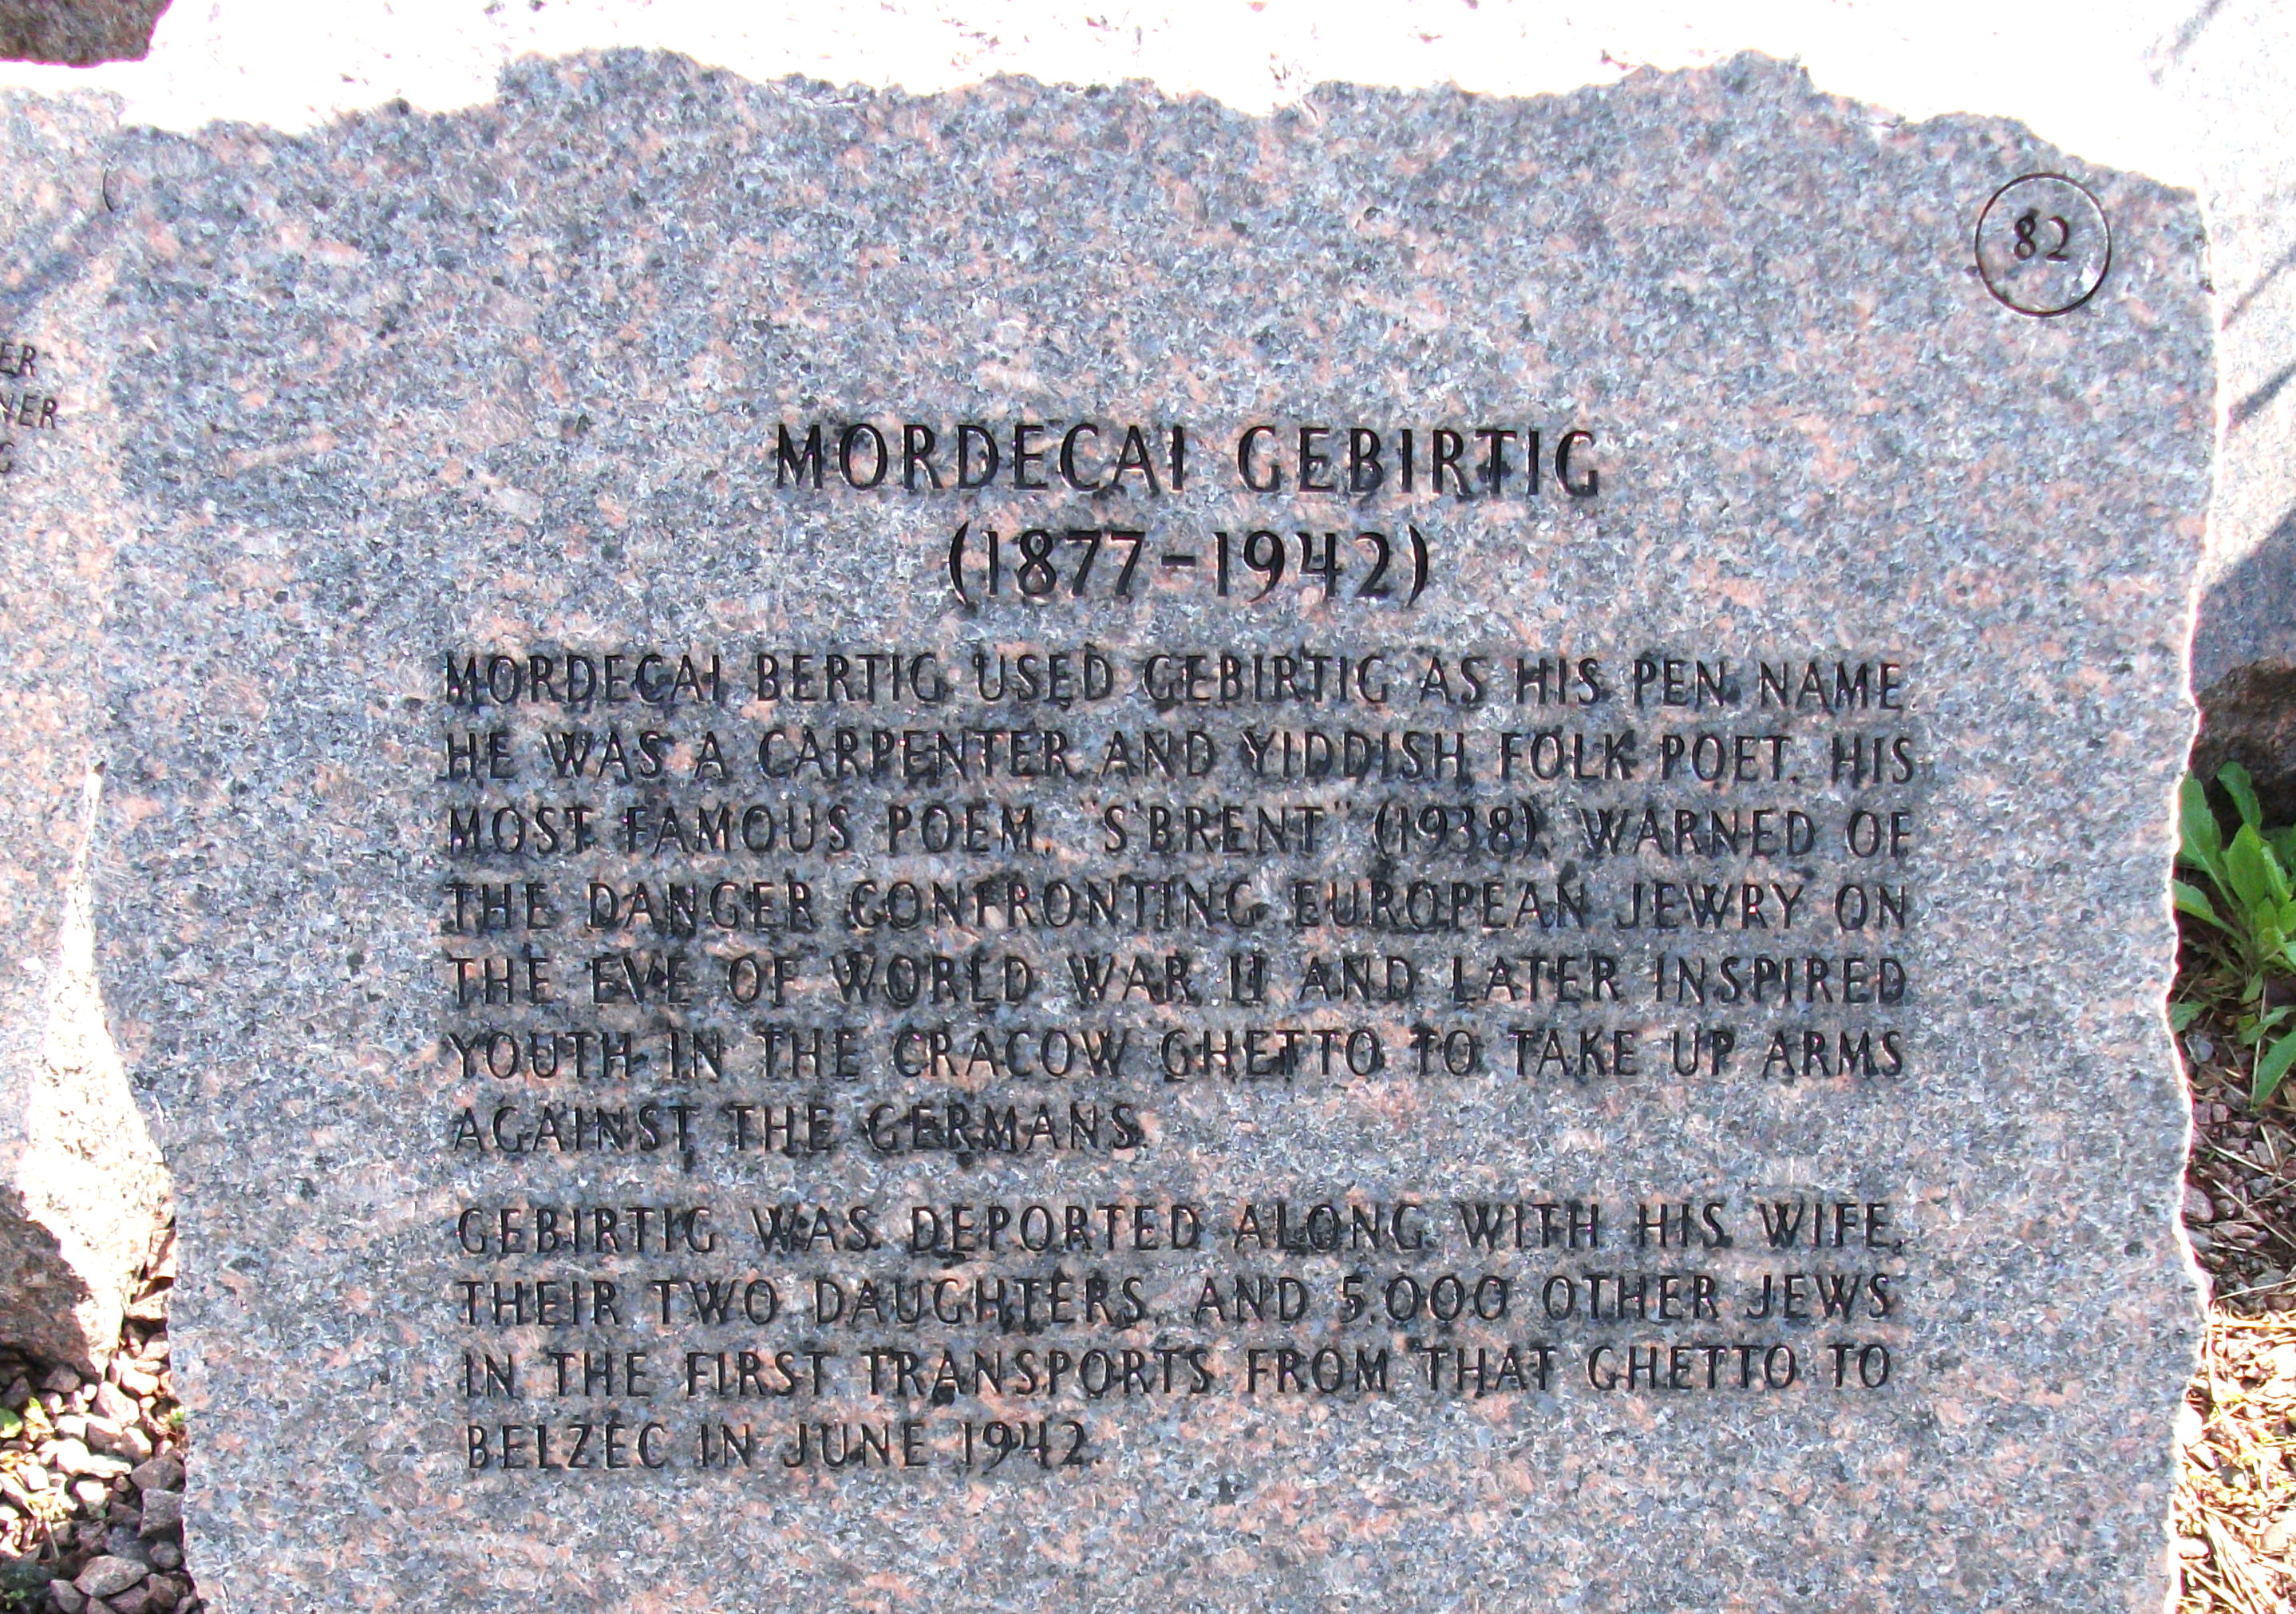 82
ER
NER
G
MORDECAI GEBIRTIG
(1877-1942)
MORDECAI BERTIG USED GEBIRTIG AS HIS PEN NAME.
HE WAS A CARPENTER AND YIDDISH FOLK POET. HIS
MOST FAMOUS POEM, "S'BRENT" (1938), WARNED OF
THE DANGER CONFRONTING EUROPEAN JEWRY ON
THE EVE OF WORLD WAR II AND LATER INSPIRED
YOUTH IN THE CRACOW GHETTO TO TAKE UP ARMS
AGAINST THE GERMANS.
GEBIRTIG WAS DEPORTED ALONG WITH HIS WIFE,
THEIR TWO DAUGHTERS, AND 5,000 OTHER JEWS
IN THE FIRST TRANSPORTS FROM THAT GHETTO TO
BELZEC IN JUNE 1942.